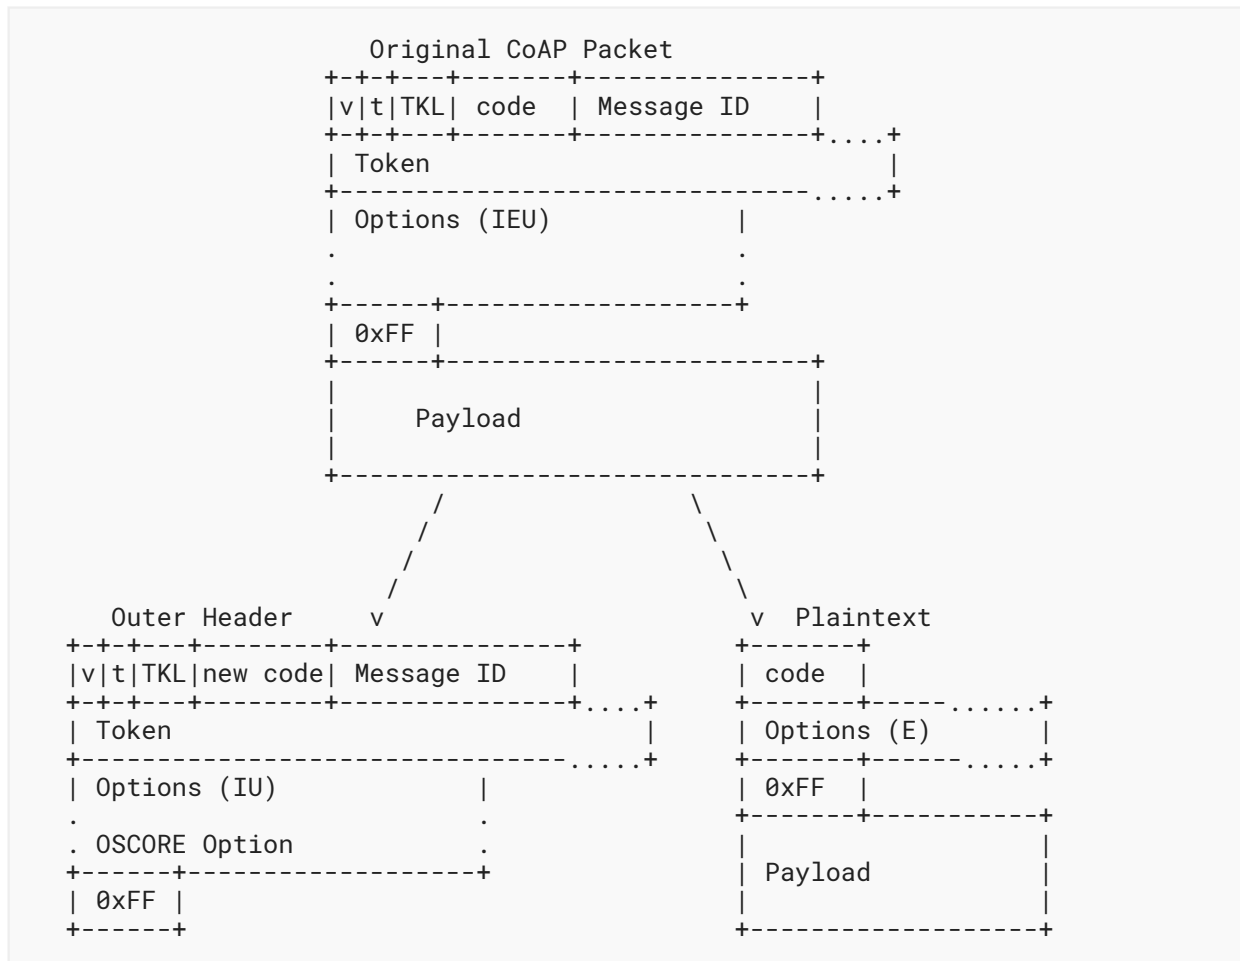 Original CoAP Packet
                 +-+-+---+-------+---------------+
                 |v|t|TKL| code  | Message ID    |
                 +-+-+---+-------+---------------+....+
                 | Token                              |
                 +-------------------------------.....+
                 | Options (IEU)            |
                 .                          .
                 .                          .
                 +------+-------------------+
                 | 0xFF |
                 +------+------------------------+
                 |                               |
                 |     Payload                   |
                 |                               |
                 +-------------------------------+
                        /                \
                       /                  \
                      /                    \
                     /                      \
   Outer Header     v                        v  Plaintext
+-+-+---+--------+---------------+          +-------+
|v|t|TKL|new code| Message ID    |          | code  |
+-+-+---+--------+---------------+....+     +-------+-----......+
| Token                               |     | Options (E)       |
+--------------------------------.....+     +-------+------.....+
| Options (IU)             |                | 0xFF  |
.                          .                +-------+-----------+
. OSCORE Option            .                |                   |
+------+-------------------+                | Payload           |
| 0xFF |                                    |                   |
+------+                                    +-------------------+